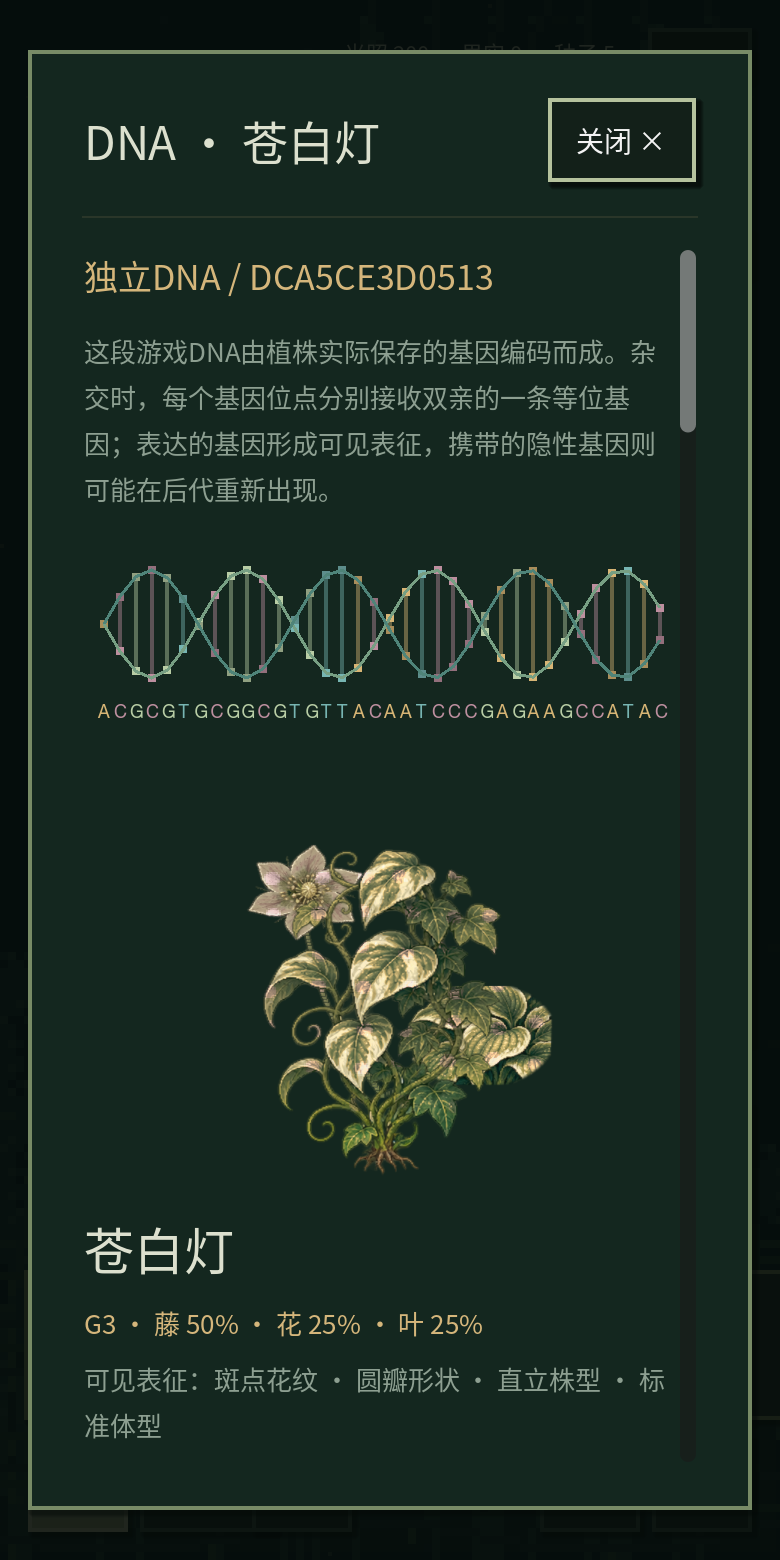 DNA · 苍白灯
关闭 ×
独立DNA / DCA5CE3D0513
这段游戏DNA由植株实际保存的基因编码而成。杂
交时，每个基因位点分别接收双亲的一条等位基
因；表达的基因形成可见表征，携带的隐性基因则
可能在后代重新出现。
ACGCGTGCGGCGTGTTACAATCCCGAGAAGCCATAC
苍白灯
G3 · 藤 50% · 花 25% · 叶 25%
可见表征：斑点花纹 · 圆瓣形状 · 直立株型 · 标
准体型